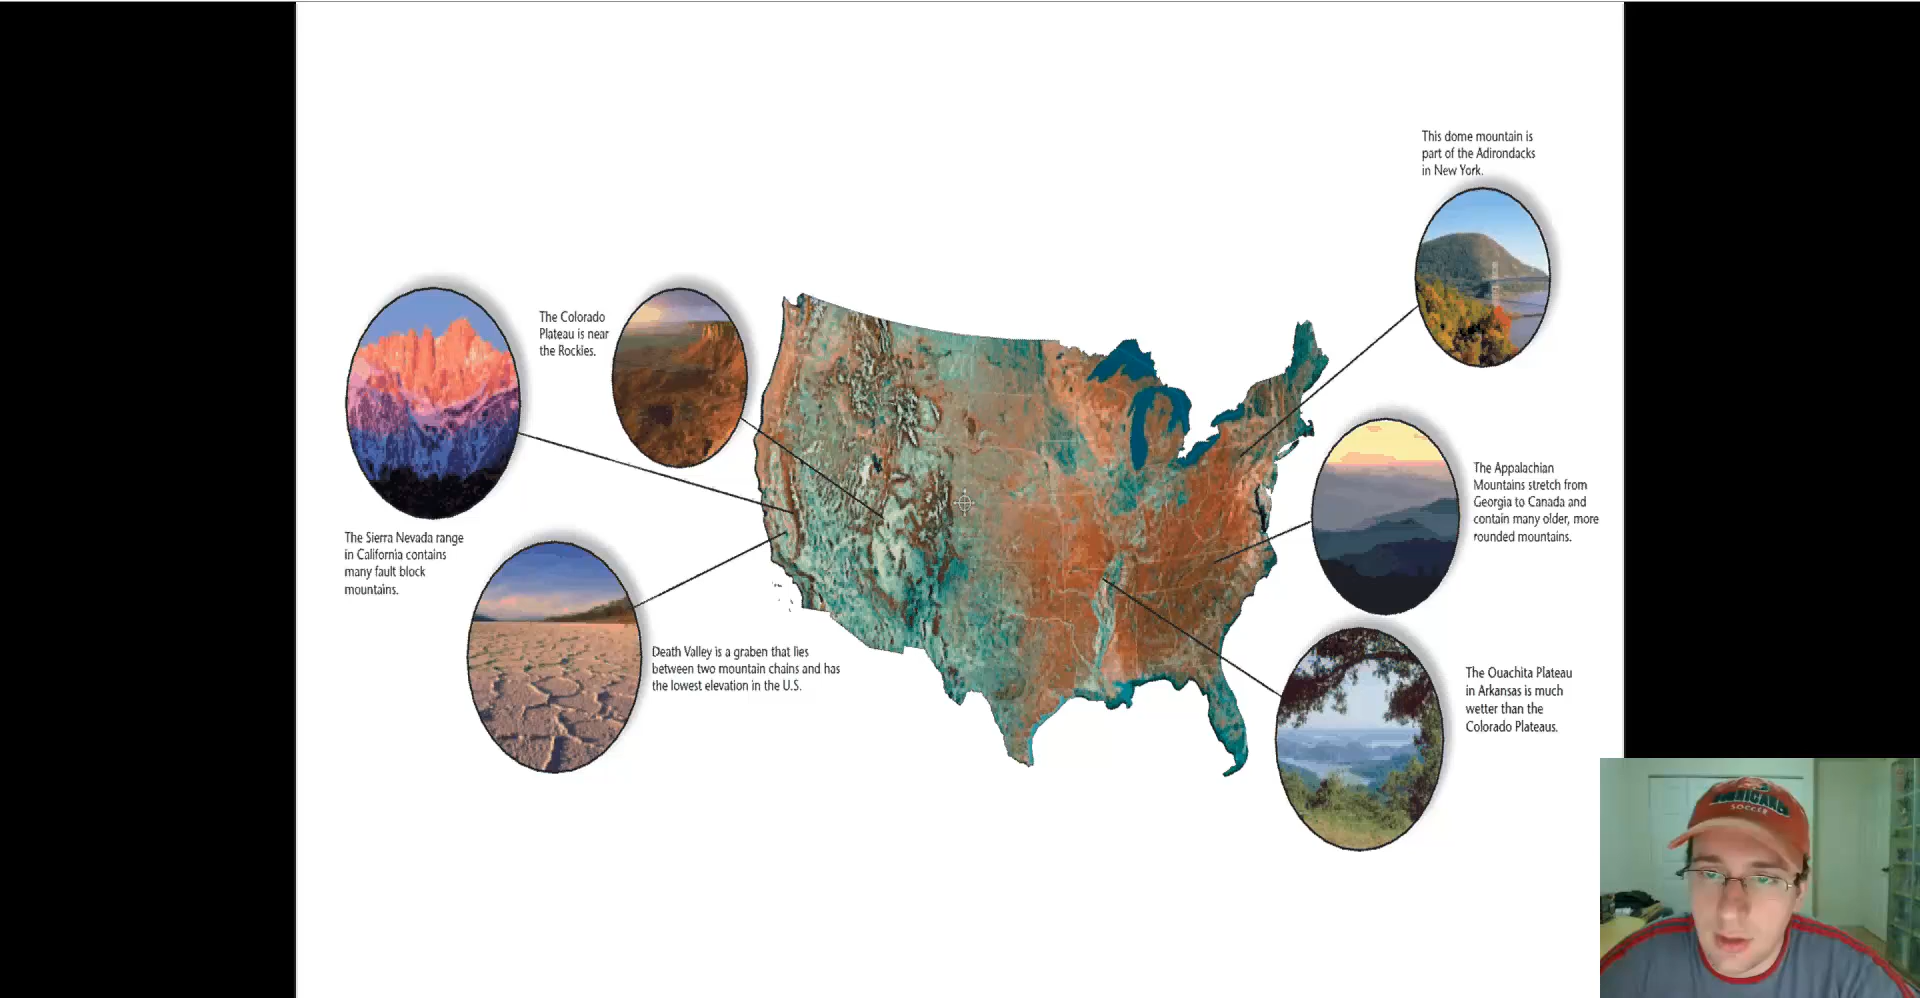 This dome mountain is
part of the Adirondacks
in New York.
The Colorado
Plateau is near
the Rockies.
The Appalachian
Mountains stretch from
Georgia to Canada and
contain many older, more
rounded mountains.
The Sierra Nevada range
in California contains
many fault block
mountains.
Death Valley is a graben that lies
between two mountain chains and has
the lowest elevation in the U.S.
The Ouachita Plateau
in Arkansas is much
wetter than the
Colorado Plateaus.
SOCCER